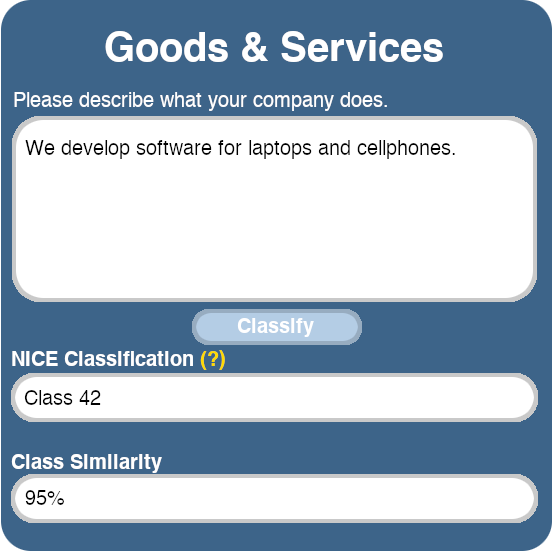 Goods & Services
Please describe what your company does.
We develop software for laptops and cellphones.
Classify
NICE Classification (?)
Class 42
Class Similarity
95%